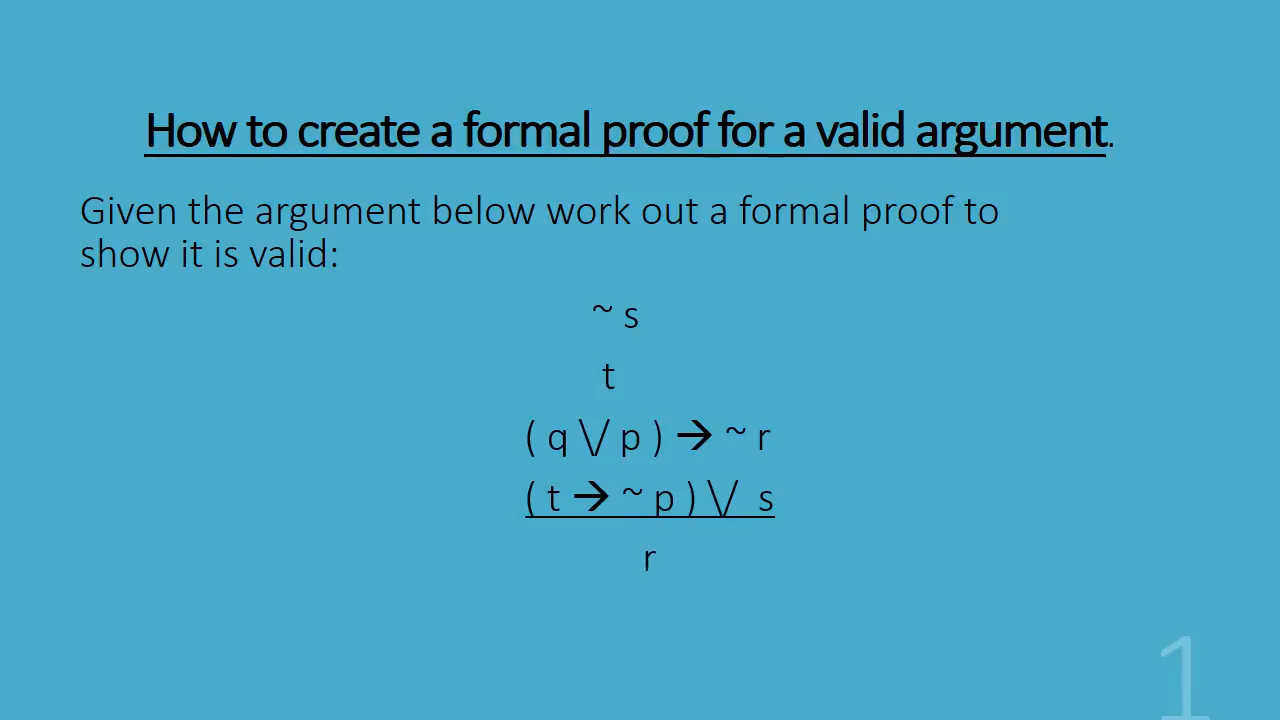 How to create a formal proof for a valid argument.
Given the argument below work out a formal proof to
show it is valid:
~ s
t
( q \/ p ) → ~ r
( t → ~ p ) \/ s
r
1